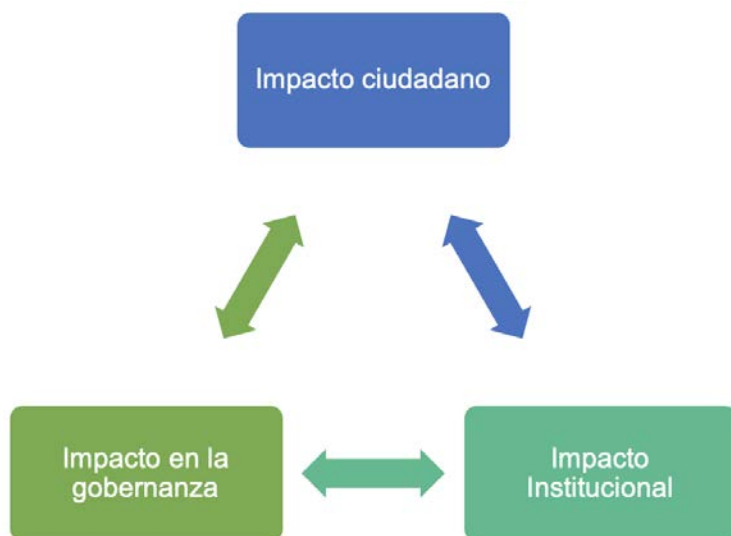 Impacto ciudadano
Impacto en la
gobernanza
Impacto
Institucional